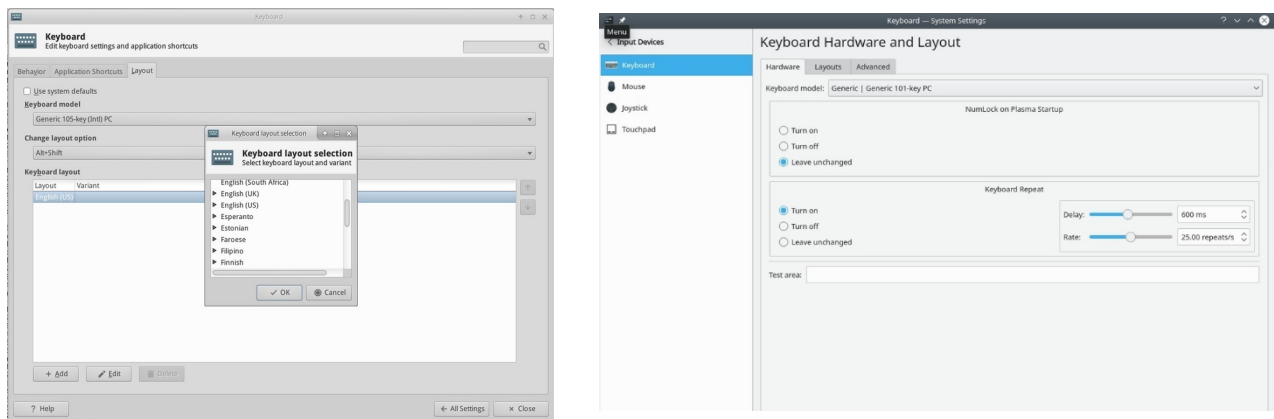 Keyboard
Keyboard
Edit keyboard settings and application shortcuts
Behavior Application Shortcuts Layout
Use system defaults
Keyboard model
Generic 105-key (Intl) PC
Change layout option
Alt+Shift
Keyboard layout
Layout Variant
English (US)
+ Add Edit Delete
? Help All Settings × Close
Keyboard layout selection
Keyboard layout selection
Select keyboard layout and variant
English (South Africa)
English (UK)
English (US)
Esperanto
Estonian
Faroese
Filipino
Finnish
OK Cancel
Keyboard — System Settings
Menu
Input Devices
Keyboard
Mouse
Joystick
Touchpad
Keyboard Hardware and Layout
Hardware Layouts Advanced
Keyboard model: Generic | Generic 101-key PC
NumLock on Plasma Startup
Turn on
Turn off
Leave unchanged
Keyboard Repeat
Turn on
Turn off
Leave unchanged
Delay: 600 ms
Rate: 25.00 repeats/s
Test area: